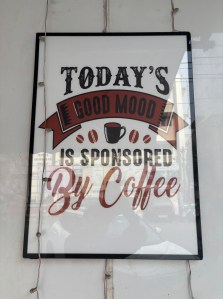 TODAY'S
GOOD MOOD
IS SPONSORED
By Coffee